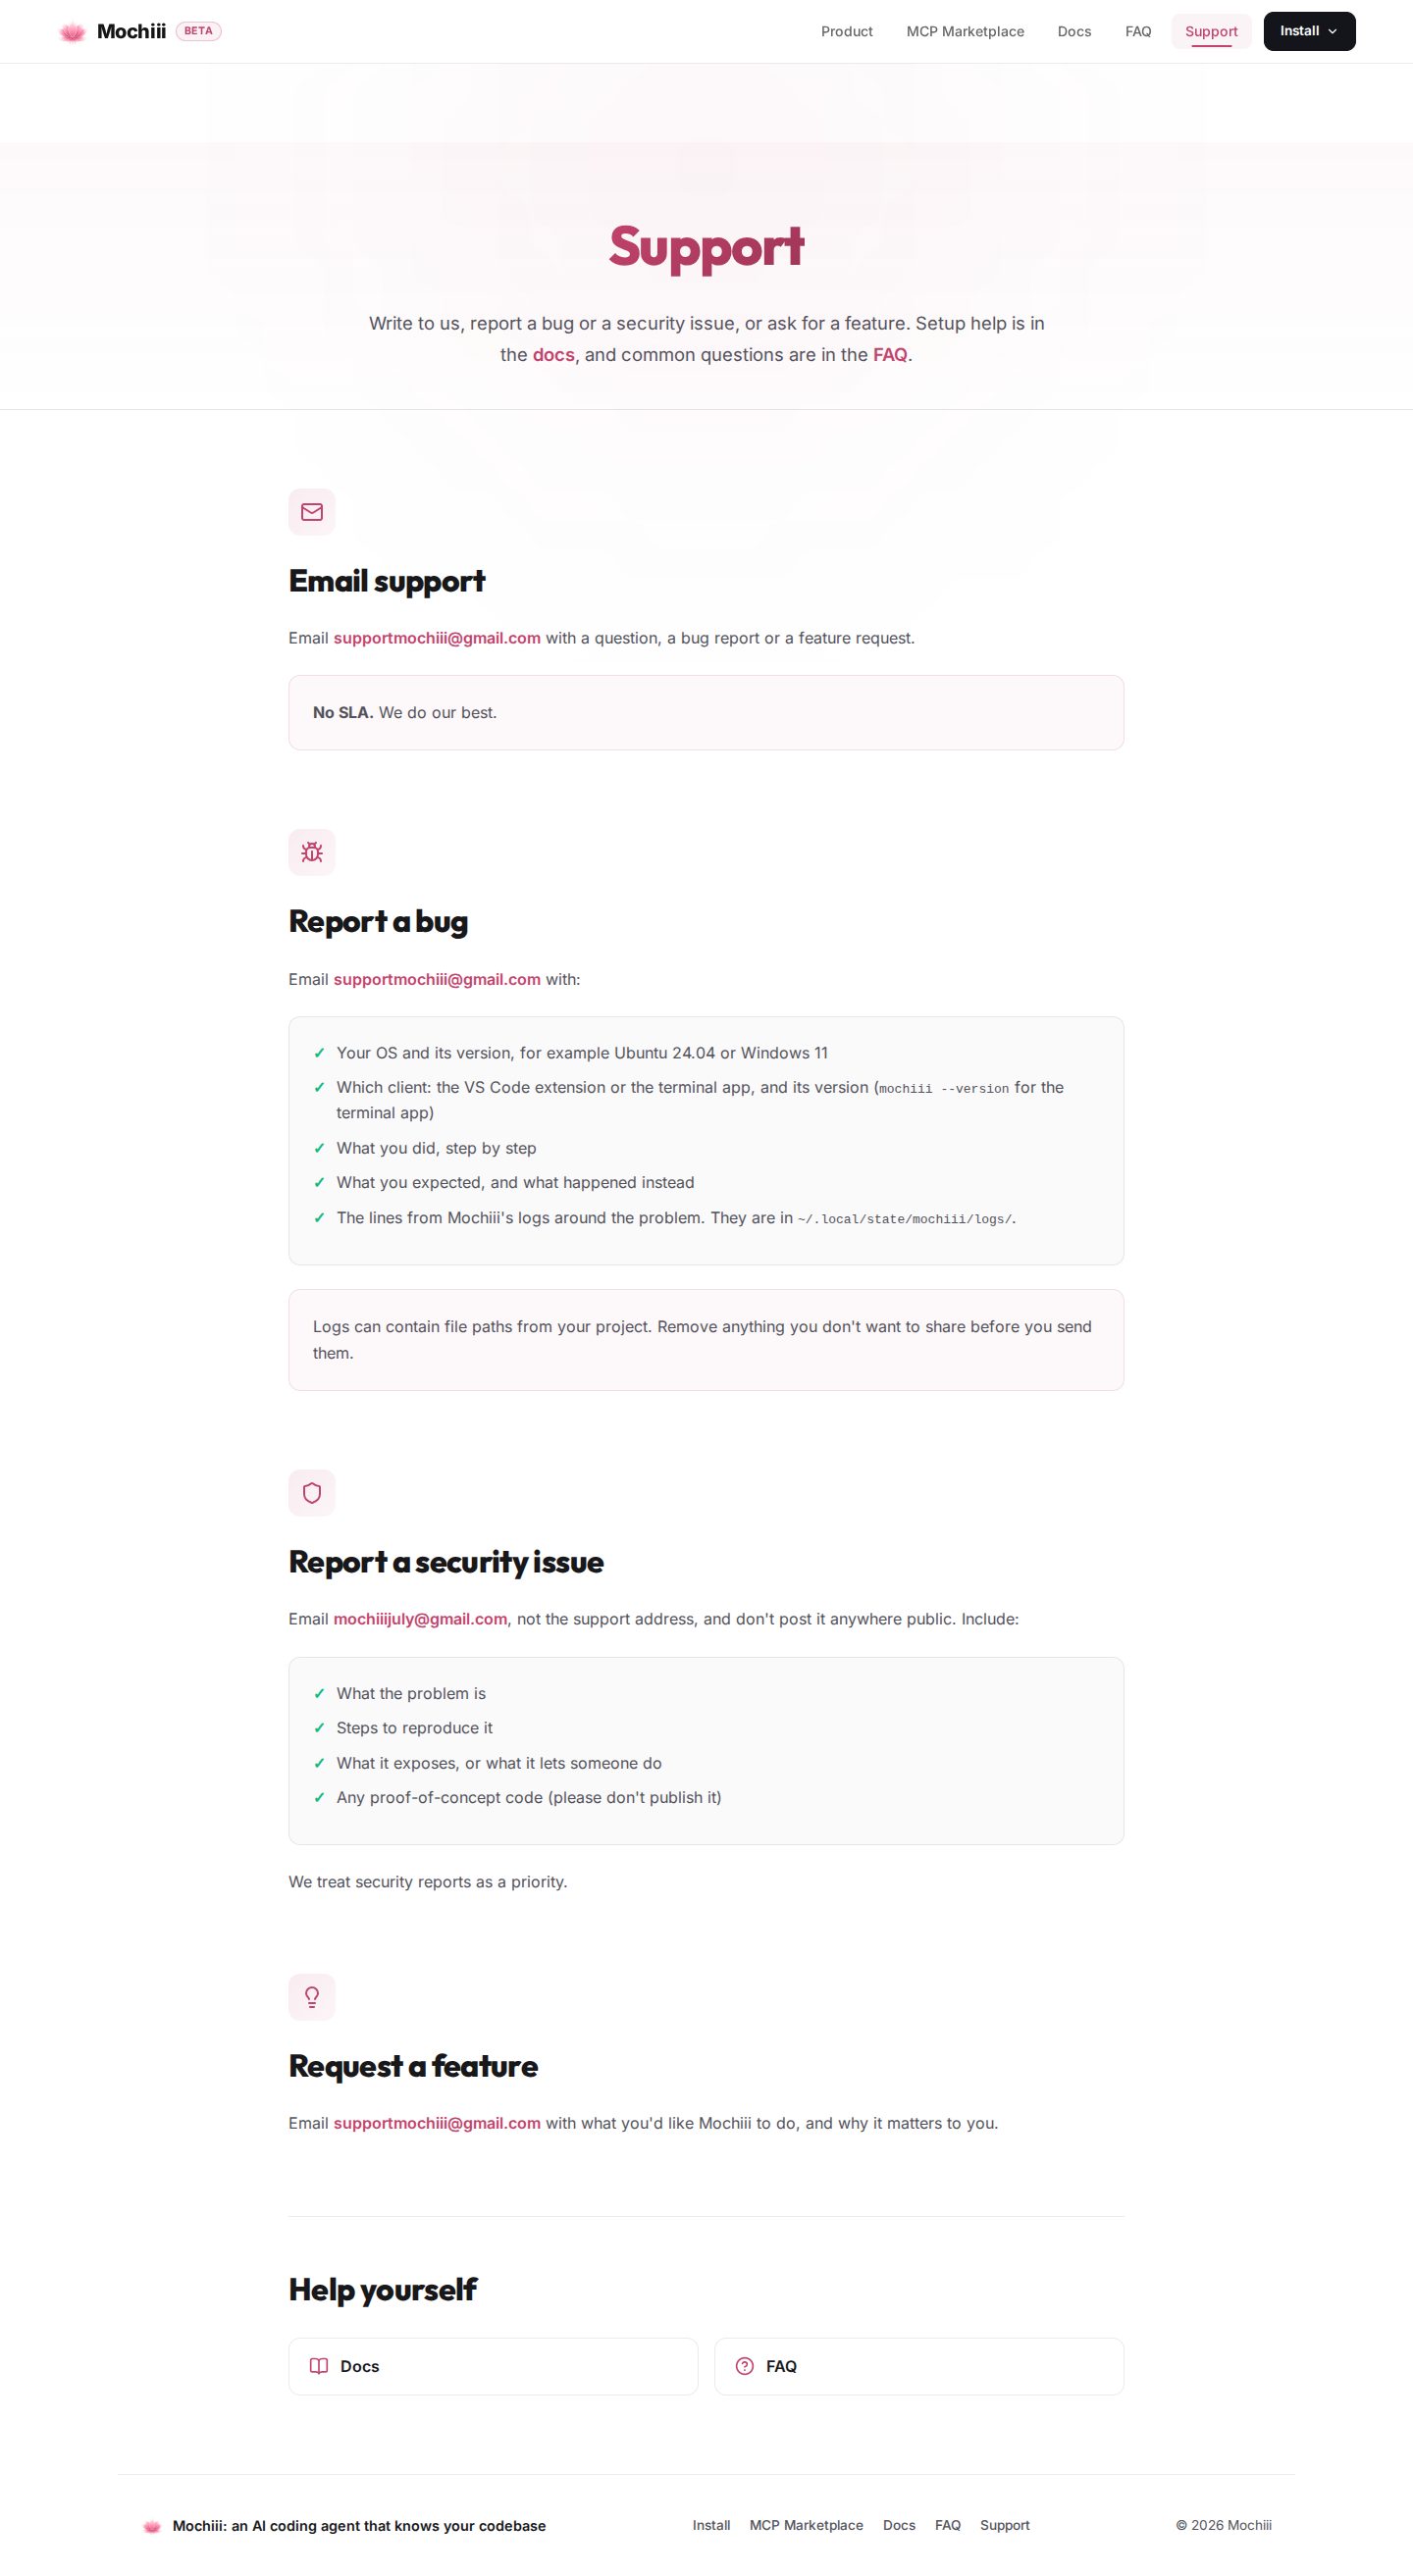 Mochiii BETA Product MCP Marketplace Docs FAQ Support Install
Support
Write to us, report a bug or a security issue, or ask for a feature. Setup help is in
the docs, and common questions are in the FAQ.
Email support
Email supportmochiii@gmail.com with a question, a bug report or a feature request.
No SLA. We do our best.
Report a bug
Email supportmochiii@gmail.com with:
✓ Your OS and its version, for example Ubuntu 24.04 or Windows 11
✓ Which client: the VS Code extension or the terminal app, and its version (mochiii --version for the
terminal app)
✓ What you did, step by step
✓ What you expected, and what happened instead
✓ The lines from Mochiii's logs around the problem. They are in ~/.local/state/mochiii/logs/.
Logs can contain file paths from your project. Remove anything you don't want to share before you send
them.
Report a security issue
Email mochiiijuly@gmail.com, not the support address, and don't post it anywhere public. Include:
✓ What the problem is
✓ Steps to reproduce it
✓ What it exposes, or what it lets someone do
✓ Any proof-of-concept code (please don't publish it)
We treat security reports as a priority.
Request a feature
Email supportmochiii@gmail.com with what you'd like Mochiii to do, and why it matters to you.
Help yourself
Docs FAQ
Mochiii: an AI coding agent that knows your codebase Install MCP Marketplace Docs FAQ Support © 2026 Mochiii